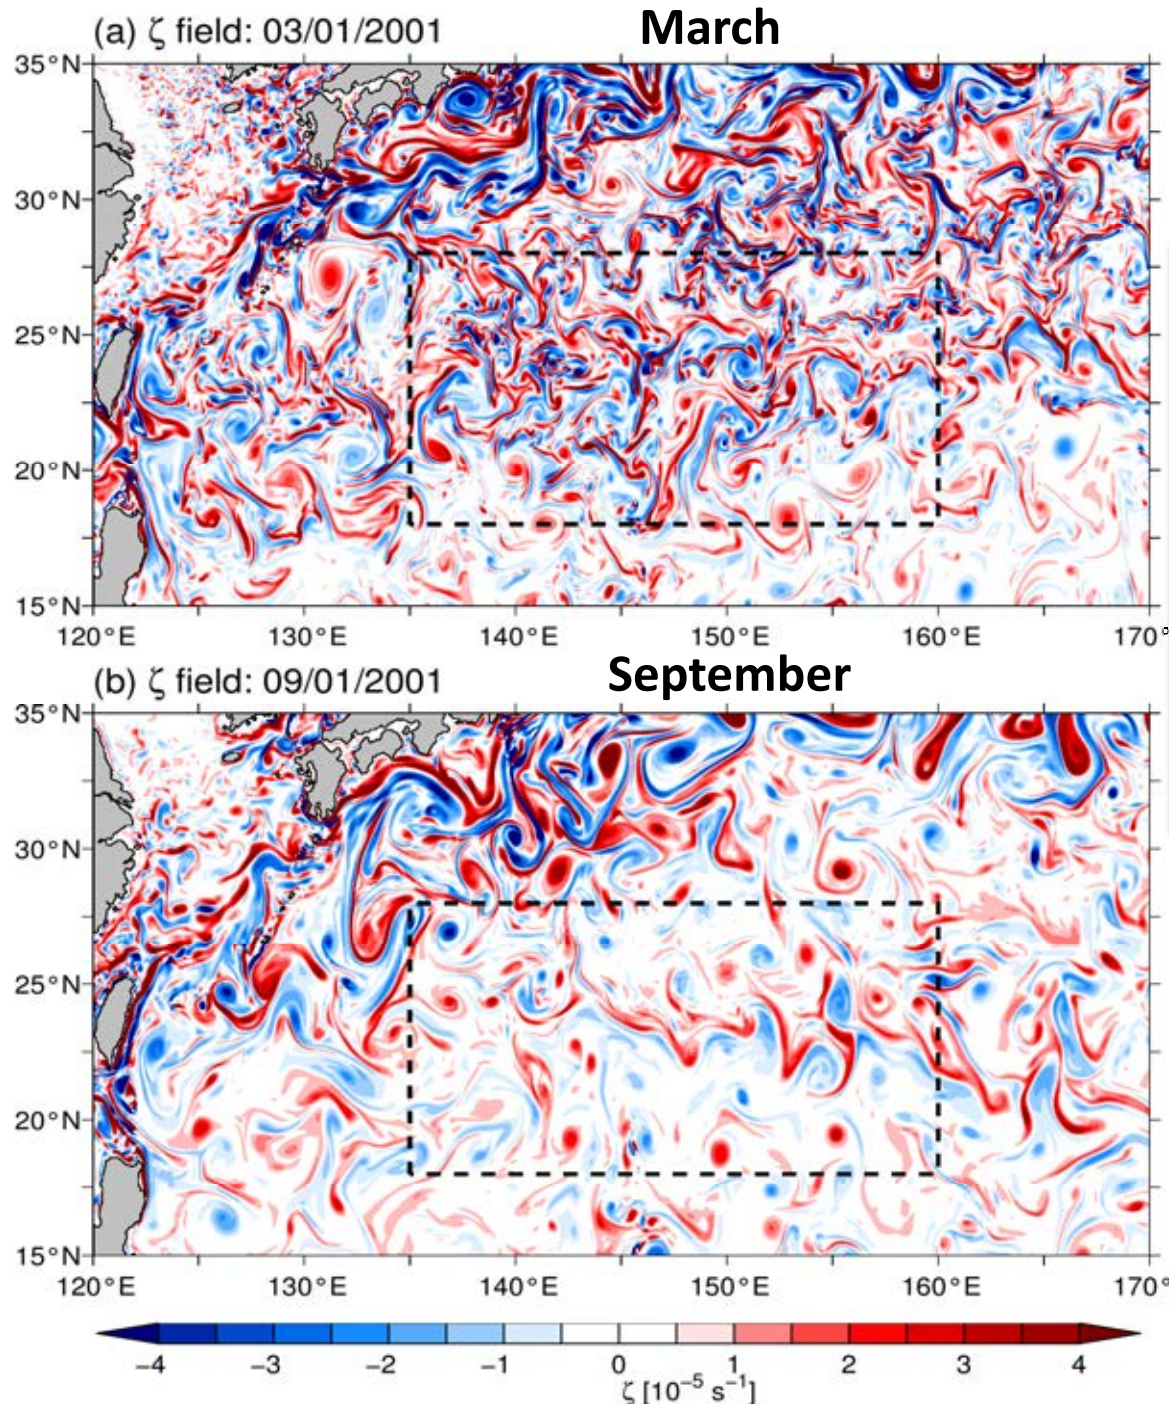 (a) ζ field: 03/01/2001 March
35°N
30°N
25°N
20°N
15°N
120°E 130°E 140°E 150°E 160°E 170°
(b) ζ field: 09/01/2001 September
35°N
30°N
25°N
20°N
15°N
120°E 130°E 140°E 150°E 160°E 170°
−4 −3 −2 −1 0 1 2 3 4
ζ [10⁻⁵ s⁻¹]